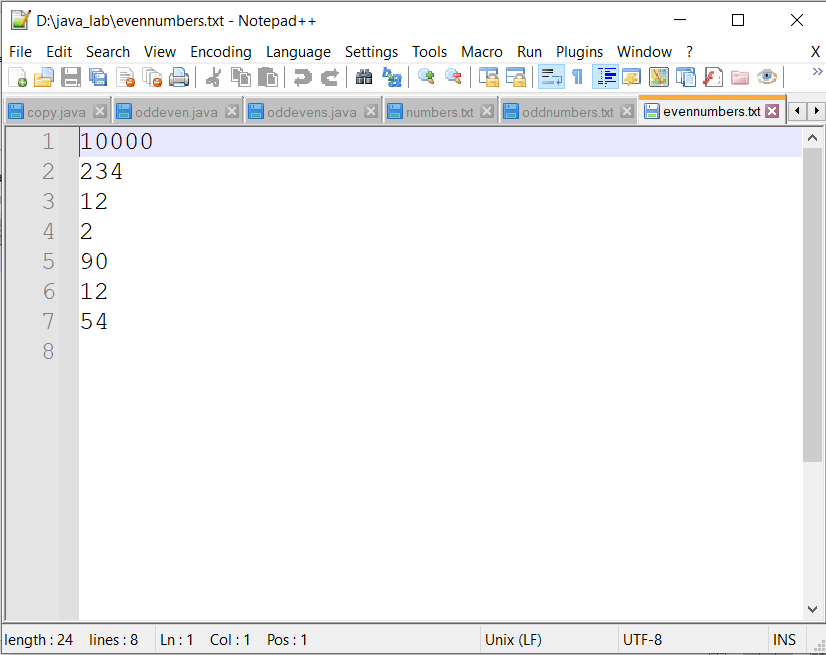 D:\java_lab\evennumbers.txt - Notepad++
File Edit Search View Encoding Language Settings Tools Macro Run Plugins Window ? X
copy.java oddeven.java oddevens.java numbers.txt oddnumbers.txt evennumbers.txt
1 10000
2 234
3 12
4 2
5 90
6 12
7 54
8
length : 24 lines : 8 Ln : 1 Col : 1 Pos : 1 Unix (LF) UTF-8 INS